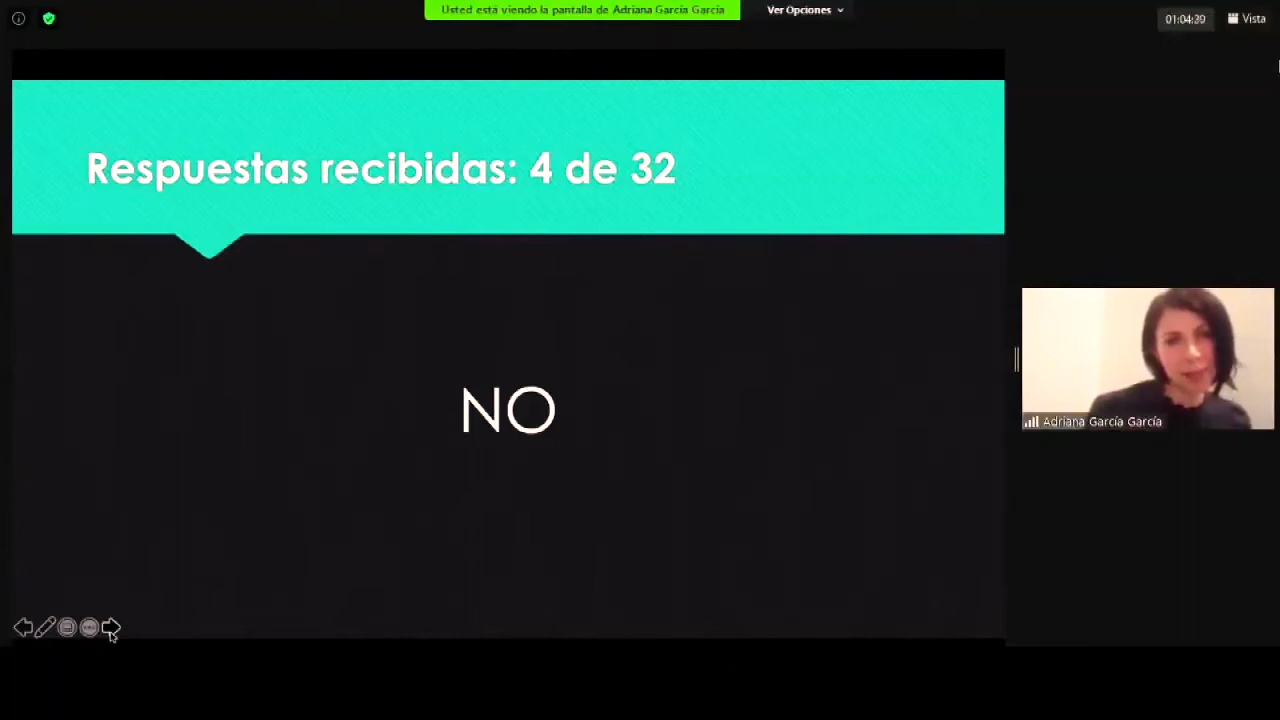 Usted está viendo la pantalla de Adriana García García
Ver Opciones
01:04:39
Vista
Respuestas recibidas: 4 de 32
NO
Adriana García García